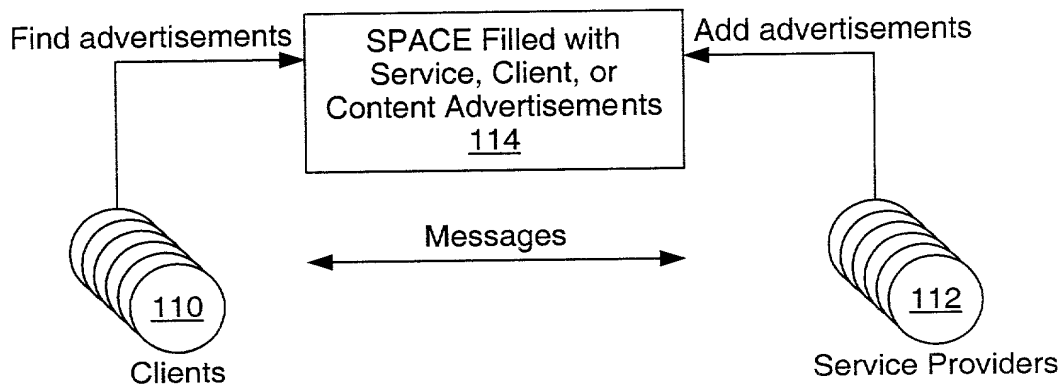 Find advertisements
SPACE Filled with
Service, Client, or
Content Advertisements
114
Add advertisements
Messages
110
Clients
112
Service Providers